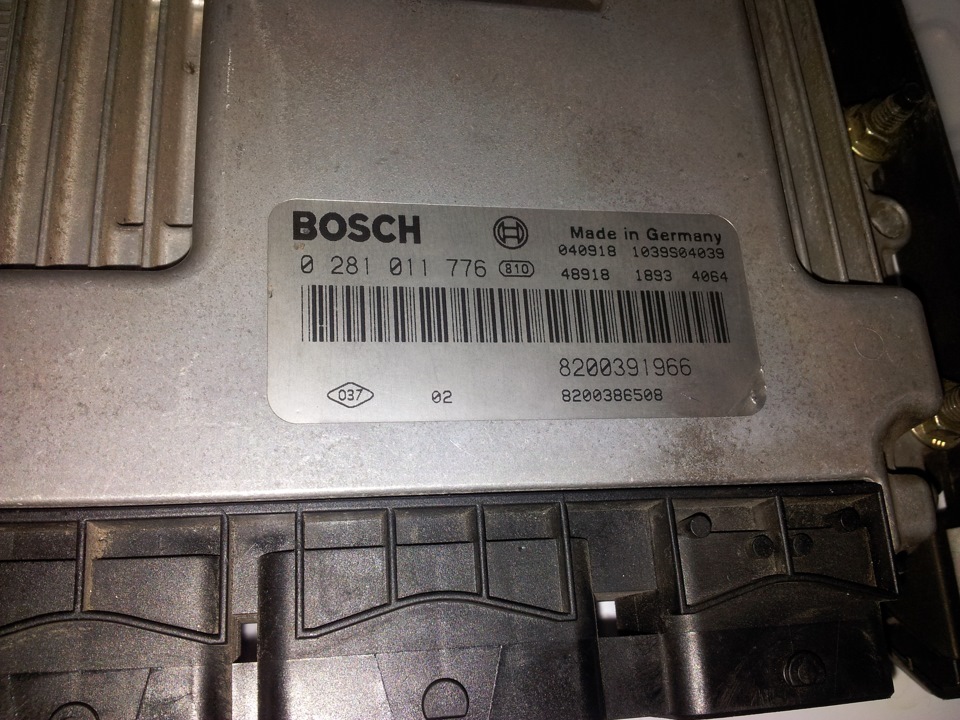 BOSCH
Made in Germany
040918 1039S04039
0 281 011 776 810
48918 1893 4064
8200391966
037 02 8200386508